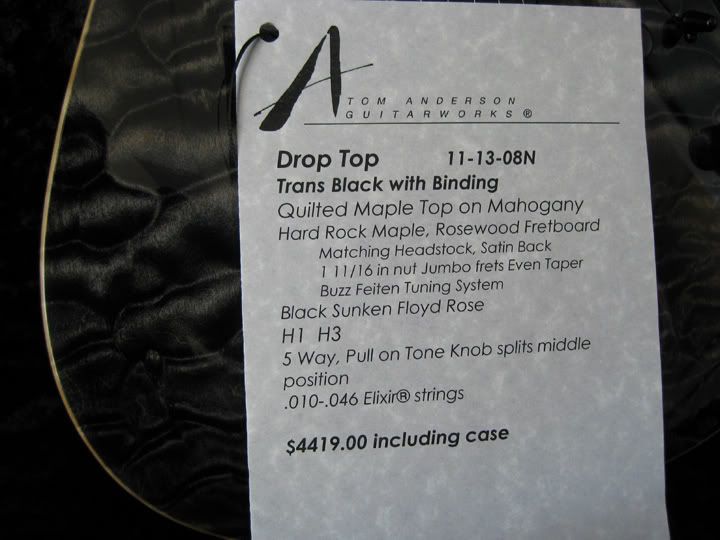 TOM ANDERSON
GUITARWORKS®
Drop Top 11-13-08N
Trans Black with Binding
Quilted Maple Top on Mahogany
Hard Rock Maple, Rosewood Fretboard
Matching Headstock, Satin Back
1 11/16 in nut Jumbo frets Even Taper
Buzz Feiten Tuning System
Black Sunken Floyd Rose
H1 H3
5 Way, Pull on Tone Knob splits middle
position
.010-.046 Elixir® strings
$4419.00 including case